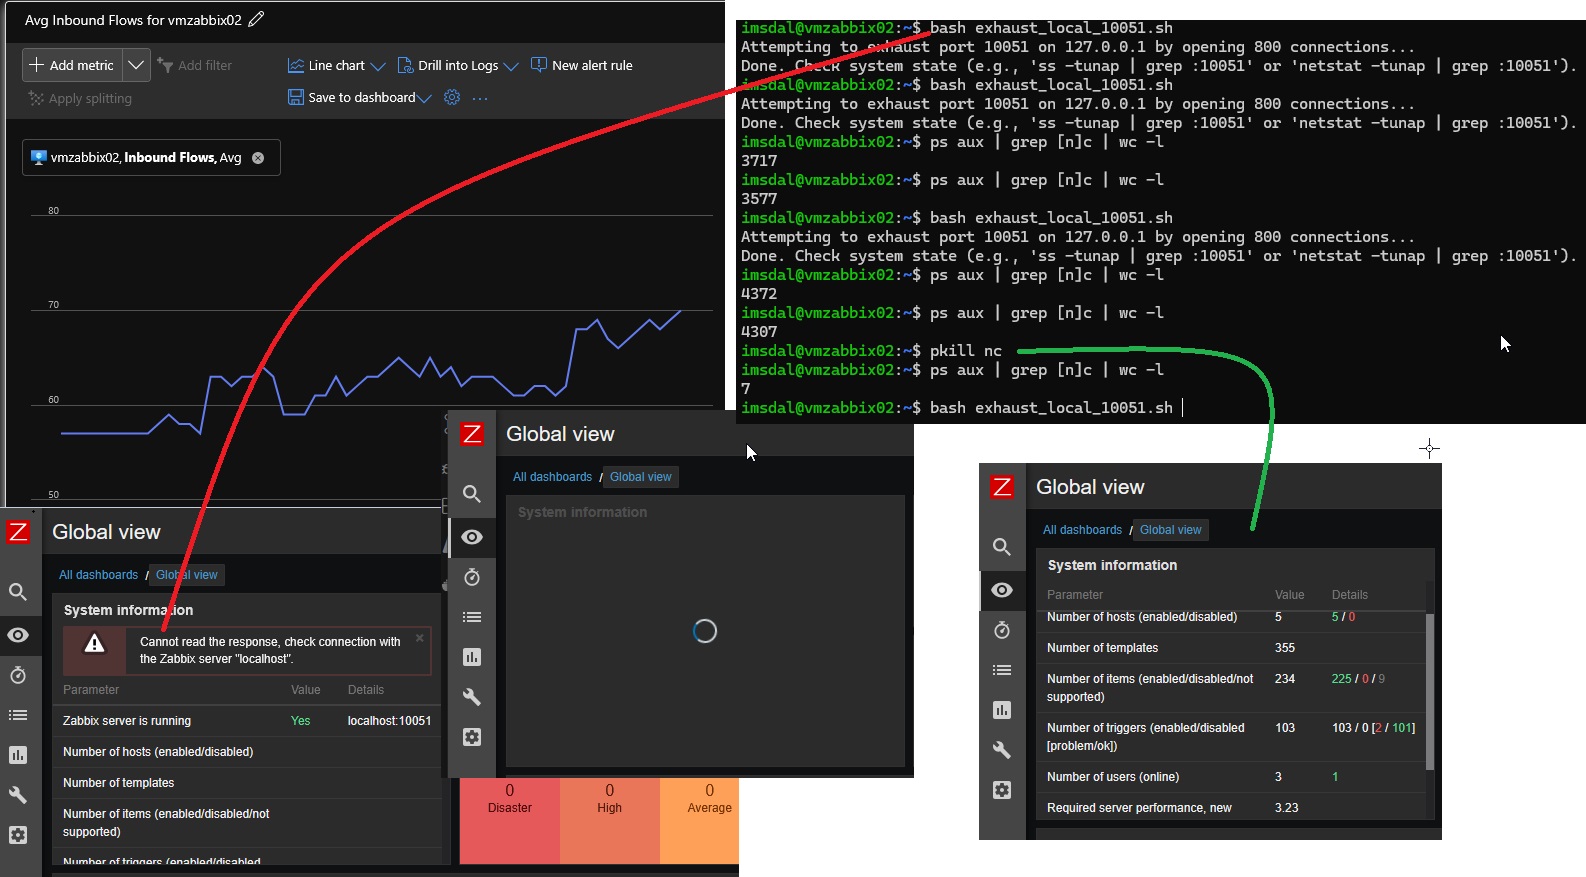 Avg Inbound Flows for vmzabbix02
Add metric
Add filter
Line chart
Drill into Logs
New alert rule
Apply splitting
Save to dashboard
vmzabbix02, Inbound Flows, Avg
80
70
60
50
imsdal@vmzabbix02:~$ bash exhaust_local_10051.sh
Attempting to exhaust port 10051 on 127.0.0.1 by opening 800 connections...
Done. Check system state (e.g., 'ss -tunap | grep :10051' or 'netstat -tunap | grep :10051').
imsdal@vmzabbix02:~$ bash exhaust_local_10051.sh
Attempting to exhaust port 10051 on 127.0.0.1 by opening 800 connections...
Done. Check system state (e.g., 'ss -tunap | grep :10051' or 'netstat -tunap | grep :10051').
imsdal@vmzabbix02:~$ ps aux | grep [n]c | wc -l
3717
imsdal@vmzabbix02:~$ ps aux | grep [n]c | wc -l
3577
imsdal@vmzabbix02:~$ bash exhaust_local_10051.sh
Attempting to exhaust port 10051 on 127.0.0.1 by opening 800 connections...
Done. Check system state (e.g., 'ss -tunap | grep :10051' or 'netstat -tunap | grep :10051').
imsdal@vmzabbix02:~$ ps aux | grep [n]c | wc -l
4372
imsdal@vmzabbix02:~$ ps aux | grep [n]c | wc -l
4307
imsdal@vmzabbix02:~$ pkill nc
imsdal@vmzabbix02:~$ ps aux | grep [n]c | wc -l
7
imsdal@vmzabbix02:~$ bash exhaust_local_10051.sh
Z
Global view
All dashboards / Global view
System information
Cannot read the response, check connection with
the Zabbix server "localhost".
Parameter Value Details
Zabbix server is running Yes localhost:10051
Number of hosts (enabled/disabled)
Number of templates
Number of items (enabled/disabled/not
supported)
Number of triggers (enabled/disabled
0 0 0
Disaster High Average
Z
Global view
All dashboards / Global view
System information
Z
Global view
All dashboards / Global view
System information
Parameter Value Details
Number of hosts (enabled/disabled) 5 5 / 0
Number of templates 355
Number of items (enabled/disabled/not 234 225 / 0 / 9
supported)
Number of triggers (enabled/disabled 103 103 / 0 [2 / 101]
[problem/ok])
Number of users (online) 3 1
Required server performance, new 3.23